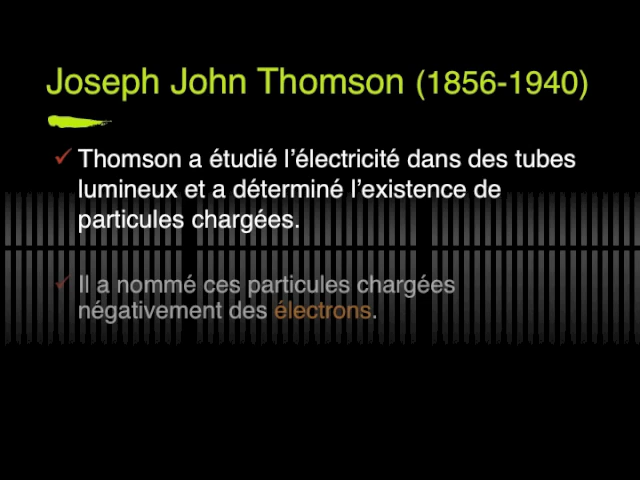 Joseph John Thomson (1856-1940)
Thomson a étudié l’électricité dans des tubes
lumineux et a déterminé l’existence de
particules chargées.
Il a nommé ces particules chargées
négativement des électrons.